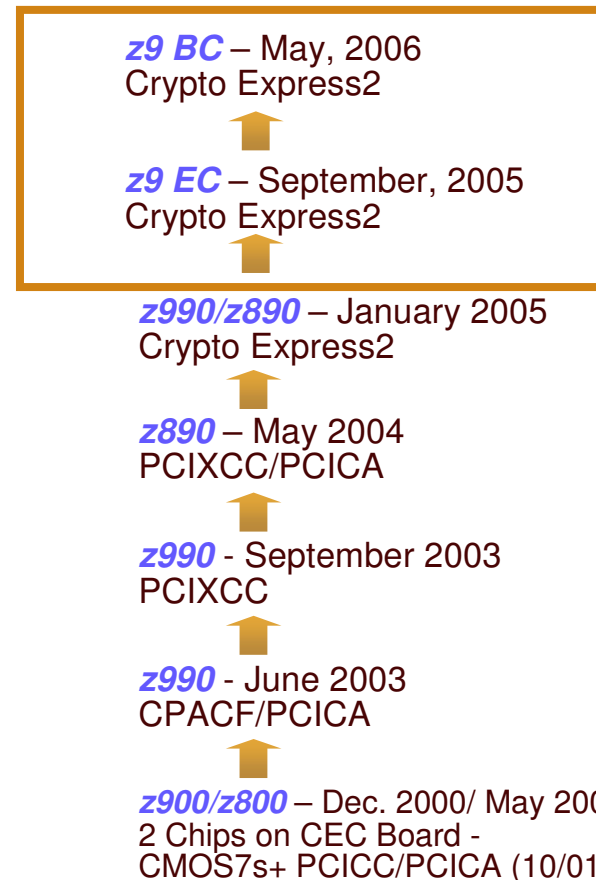 z9 BC – May, 2006
Crypto Express2
z9 EC – September, 2005
Crypto Express2
z990/z890 – January 2005
Crypto Express2
z890 – May 2004
PCIXCC/PCICA
z990 - September 2003
PCIXCC
z990 - June 2003
CPACF/PCICA
z900/z800 – Dec. 2000/ May
2 Chips on CEC Board -
CMOS7s+ PCICC/PCICA (10/01